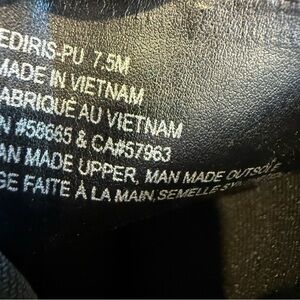 EDIRIS-PU 7.5M
MADE IN VIETNAM
FABRIQUÉ AU VIETNAM
RN #58665 & CA#57963
MAN MADE UPPER, MAN MADE OUTSOLE
GE FAITE À LA MAIN, SEMELLE